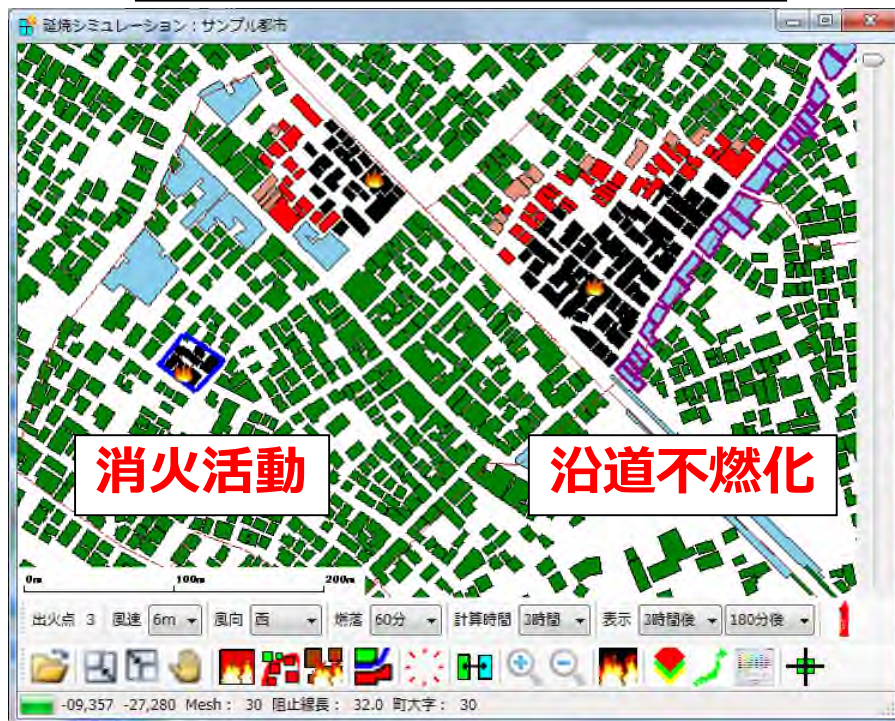 延焼シミュレーション：サンプル都市
消火活動
沿道不燃化
0m 100m 200m
出火点 3 風速 6m 風向 西 燃落 60分 計算時間 3時間 表示 3時間後 180分後
-09,357 -27,280 Mesh： 30 阻止線長： 32.0 町大字： 30